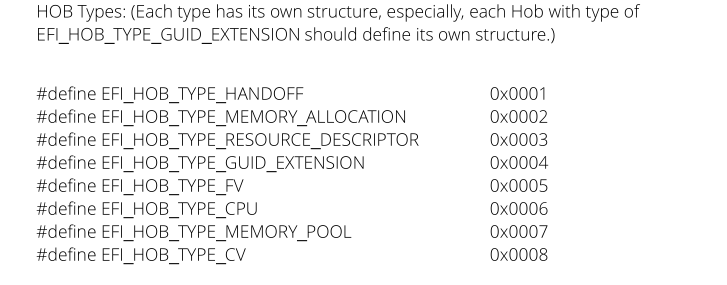 HOB Types: (Each type has its own structure, especially, each Hob with type of
EFI_HOB_TYPE_GUID_EXTENSION should define its own structure.)
#define EFI_HOB_TYPE_HANDOFF 0x0001
#define EFI_HOB_TYPE_MEMORY_ALLOCATION 0x0002
#define EFI_HOB_TYPE_RESOURCE_DESCRIPTOR 0x0003
#define EFI_HOB_TYPE_GUID_EXTENSION 0x0004
#define EFI_HOB_TYPE_FV 0x0005
#define EFI_HOB_TYPE_CPU 0x0006
#define EFI_HOB_TYPE_MEMORY_POOL 0x0007
#define EFI_HOB_TYPE_CV 0x0008